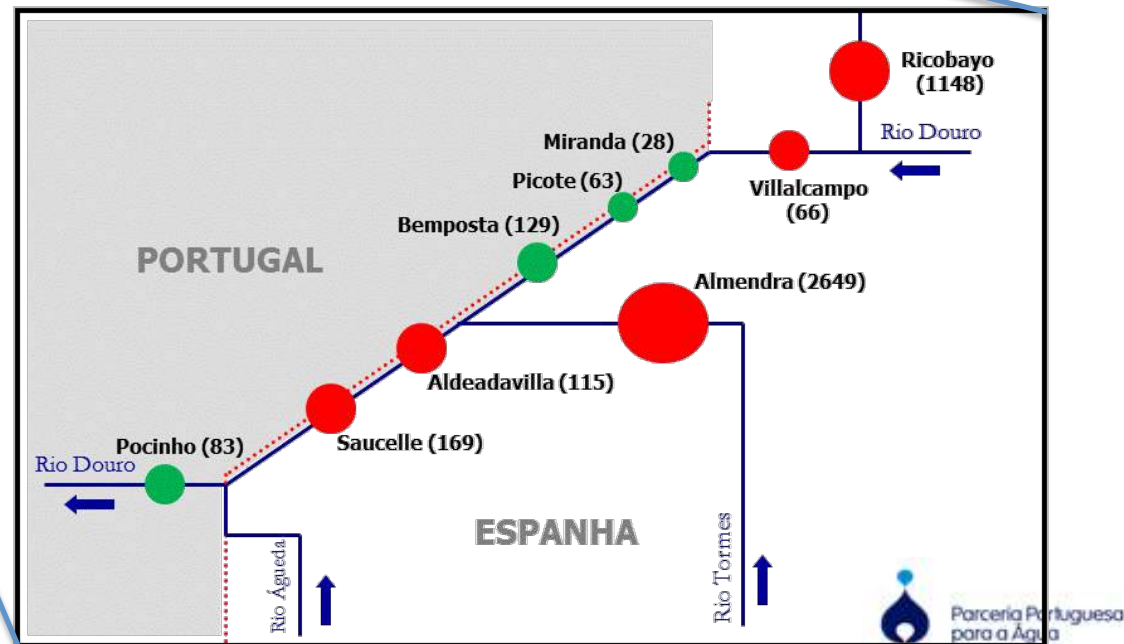 Ricobayo
(1148)
Rio Douro
Miranda (28)
Villalcampo
(66)
Picote (63)
Bemposta (129)
PORTUGAL
Almendra (2649)
Aldeadavilla (115)
Saucelle (169)
Pocinho (83)
Rio Douro
ESPANHA
Rio Águeda
Rio Tormes
Parceria Portuguesa
para a Água